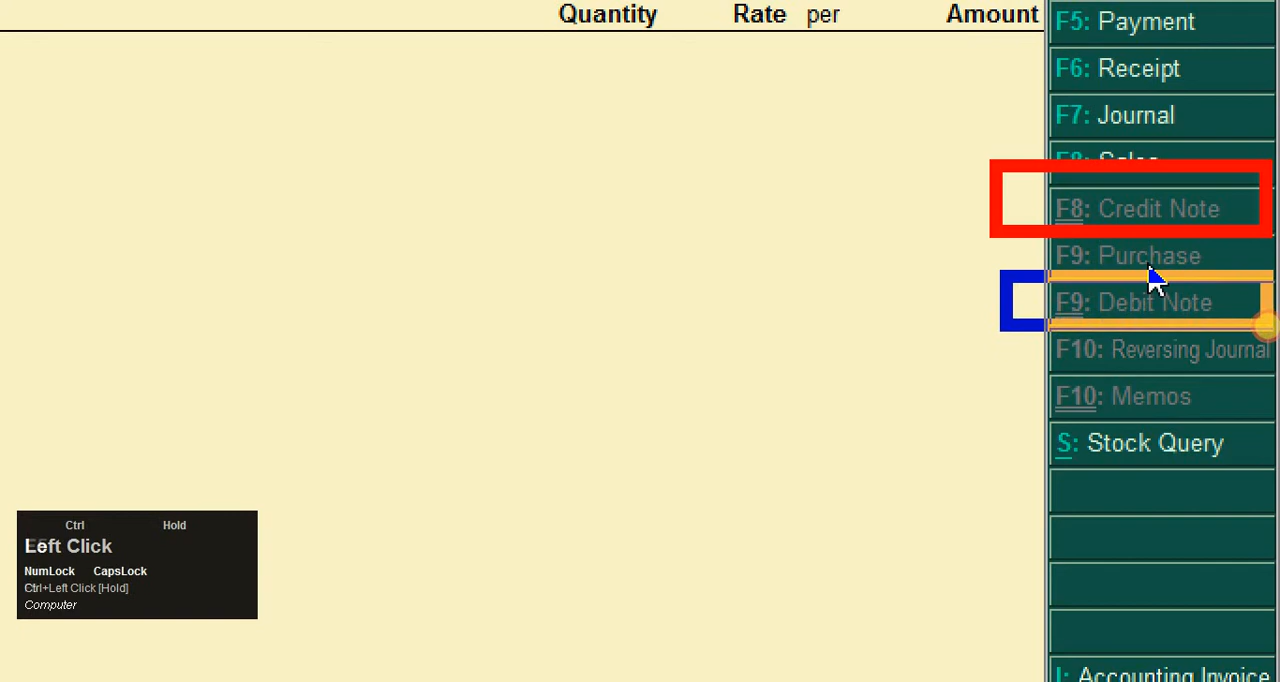 Quantity Rate per Amount
F5: Payment
F6: Receipt
F7: Journal
F8: Sales
F8: Credit Note
F9: Purchase
F9: Debit Note
F10: Reversing Journal
F10: Memos
S: Stock Query
I: Accounting Invoice
Ctrl Hold
Left Click
NumLock CapsLock
Ctrl+Left Click [Hold]
Computer